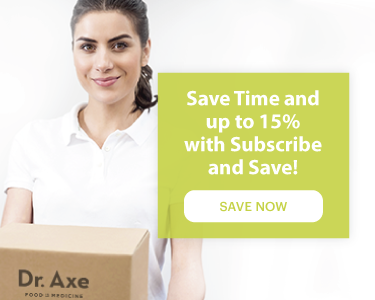 Save Time and
up to 15%
with Subscribe
and Save!
SAVE NOW
Dr. Axe
FOOD IS MEDICINE